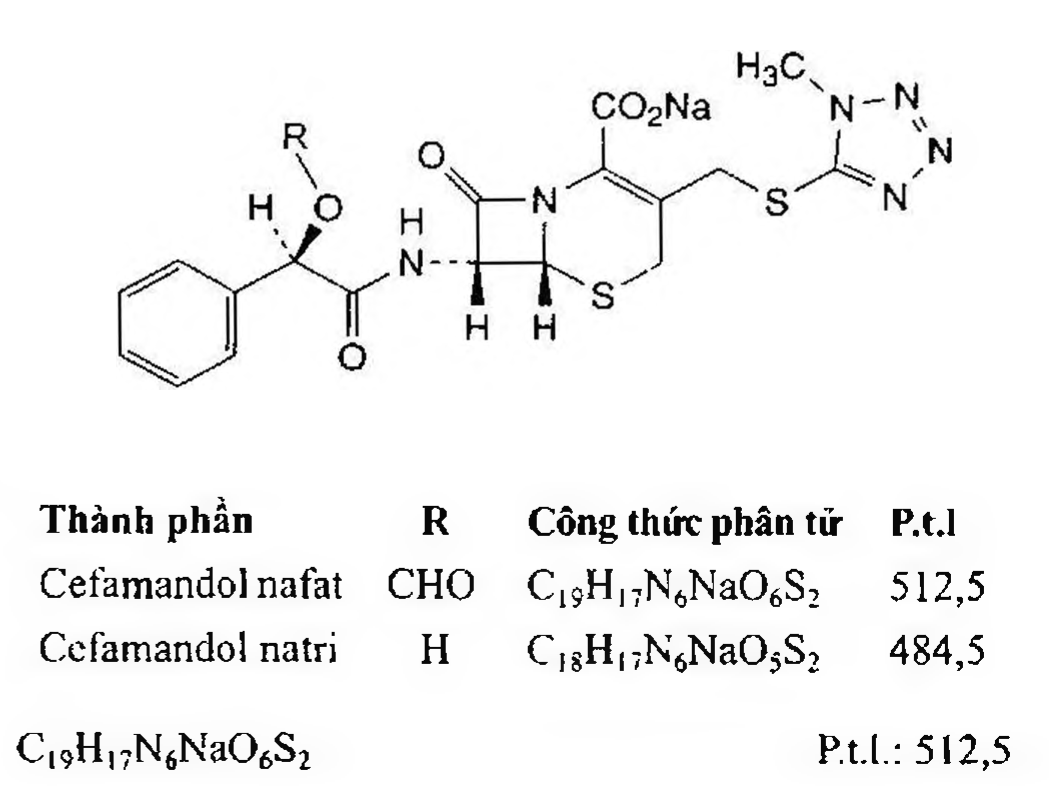 H₃C
N
N
N
N
CO₂Na
R
O
H
O
H
N
N
S
O
S
H
H
Thành phần R Công thức phân tử P.t.l
Cefamandol nafat CHO C₁₉H₁₇N₆NaO₆S₂ 512,5
Cefamandol natri H C₁₈H₁₇N₆NaO₅S₂ 484,5
C₁₉H₁₇N₆NaO₆S₂ P.t.l.: 512,5